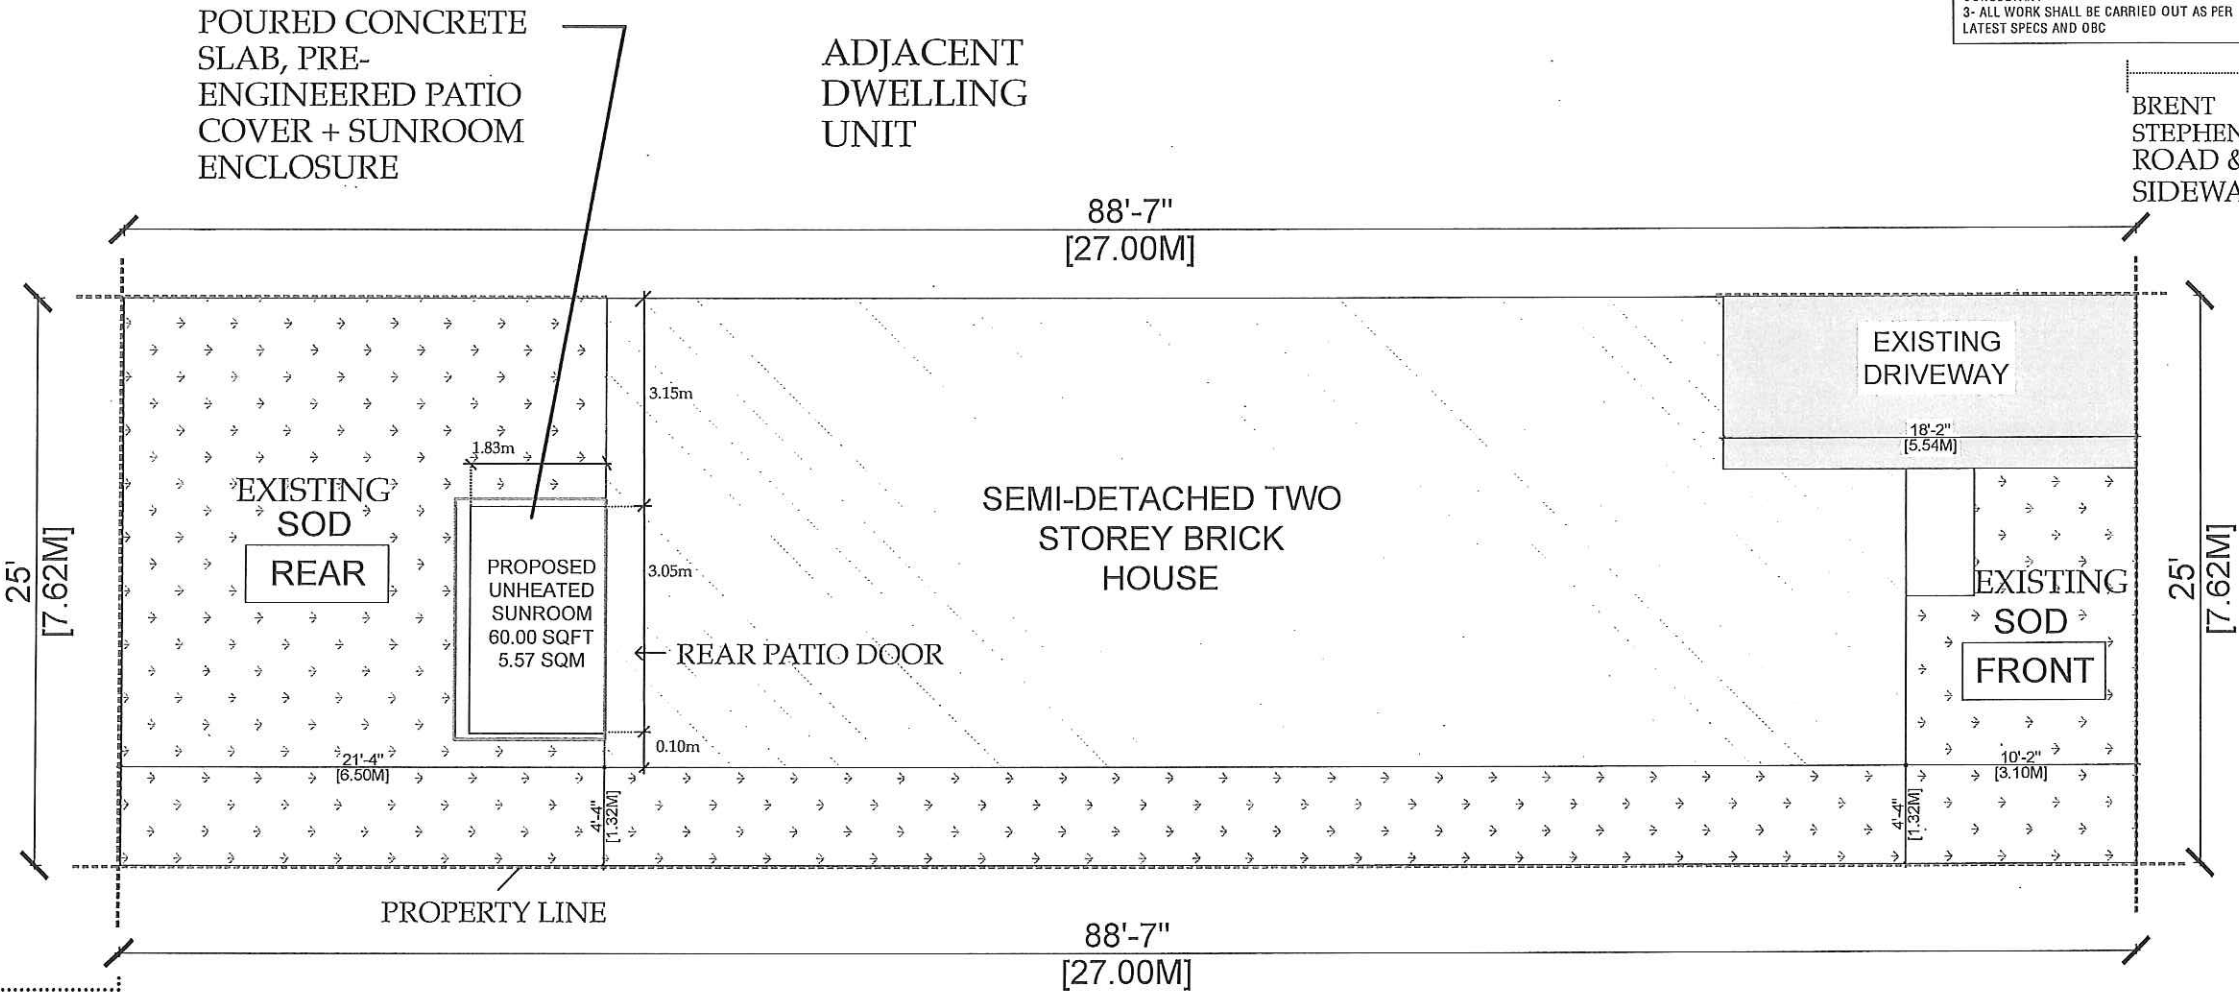 POURED CONCRETE
SLAB, PRE-
ENGINEERED PATIO
COVER + SUNROOM
ENCLOSURE
ADJACENT
DWELLING
UNIT
3- ALL WORK SHALL BE CARRIED OUT AS PER
LATEST SPECS AND OBC
BRENT
STEPHEN
ROAD &
SIDEWA
88'-7"
[27.00M]
25'
[7.62M]
EXISTING
DRIVEWAY
18'-2"
[5.54M]
3.15m
1.83m
EXISTING
SOD
REAR
PROPOSED
UNHEATED
SUNROOM
60.00 SQFT
5.57 SQM
3.05m
REAR PATIO DOOR
0.10m
SEMI-DETACHED TWO
STOREY BRICK
HOUSE
EXISTING
SOD
FRONT
25'
[7.62M]
21'-4"
[6.50M]
10'-2"
[3.10M]
4'-4"
[1.32M]
4'-4"
[1.32M]
PROPERTY LINE
88'-7"
[27.00M]